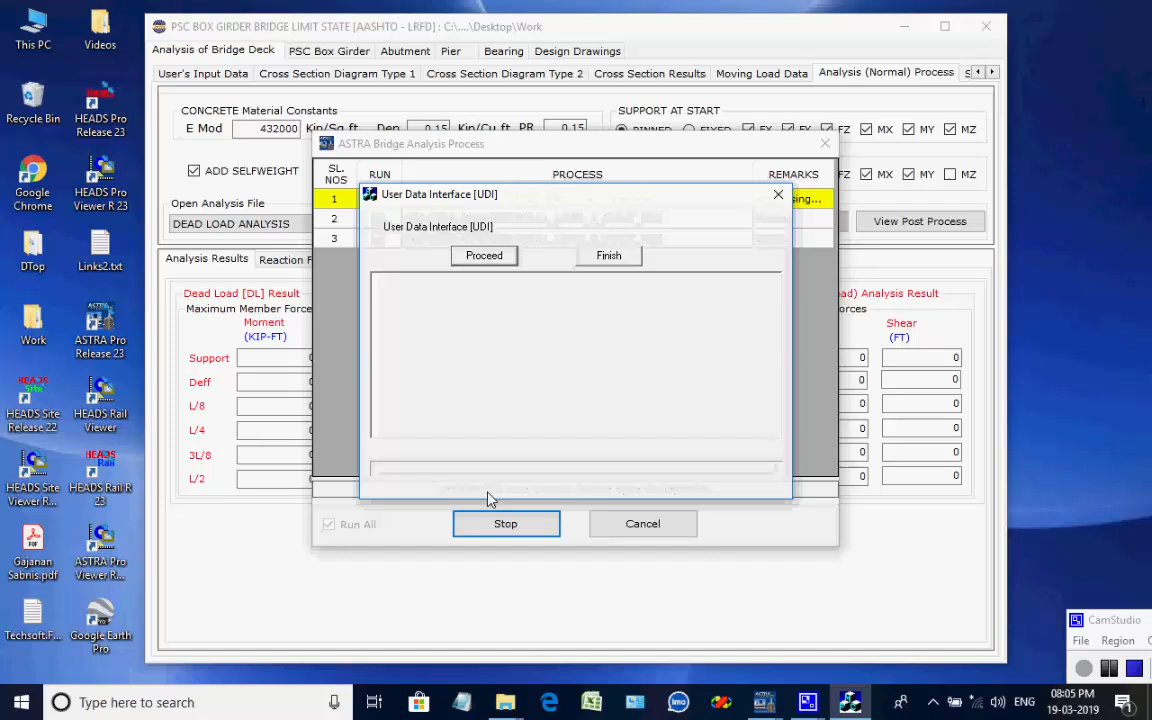 This PC
Videos
Recycle Bin
HEADS Pro
Release 23
Google
Chrome
HEADS Pro
Viewer R 23
DTop
Links2.txt
Work
ASTRA Pro
Release 23
HEADS Site
Release 22
HEADS Rail
Viewer
HEADS Site
Viewer R...
HEADS Rail R
23
Gajanan
Sabnis.pdf
ASTRA Pro
Viewer R...
Techsoft.F...
Google Earth
Pro
PSC BOX GIRDER BRIDGE LIMIT STATE [AASHTO - LRFD] : C:\....\Desktop\Work
Analysis of Bridge Deck PSC Box Girder Abutment Pier Bearing Design Drawings
User's Input Data Cross Section Diagram Type 1 Cross Section Diagram Type 2 Cross Section Results Moving Load Data Analysis (Normal) Process
CONCRETE Material Constants
E Mod 432000 Kip/Sq.ft Den 0.15 Kip/Cu.ft PR 0.15
SUPPORT AT START
PINNED FIXED FX FY FZ MX MY MZ
ADD SELFWEIGHT
MX MY MZ
Open Analysis File
DEAD LOAD ANALYSIS
View Post Process
Analysis Results Reaction F
Dead Load [DL] Result
Maximum Member Force
Moment
(KIP-FT)
Support 0
Deff
L/8
L/4
3L/8
L/2
ad) Analysis Result
orces
Shear
(FT)
0 0
0 0
0 0
0 0
0 0
0 0
ASTRA Bridge Analysis Process
SL.
NOS RUN PROCESS REMARKS
1 sing...
2
3
Run All Stop Cancel
User Data Interface [UDI]
User Data Interface [UDI]
Proceed Finish
CamStudio
File Region
Type here to search
imo
ENG
08:05 PM
19-03-2019